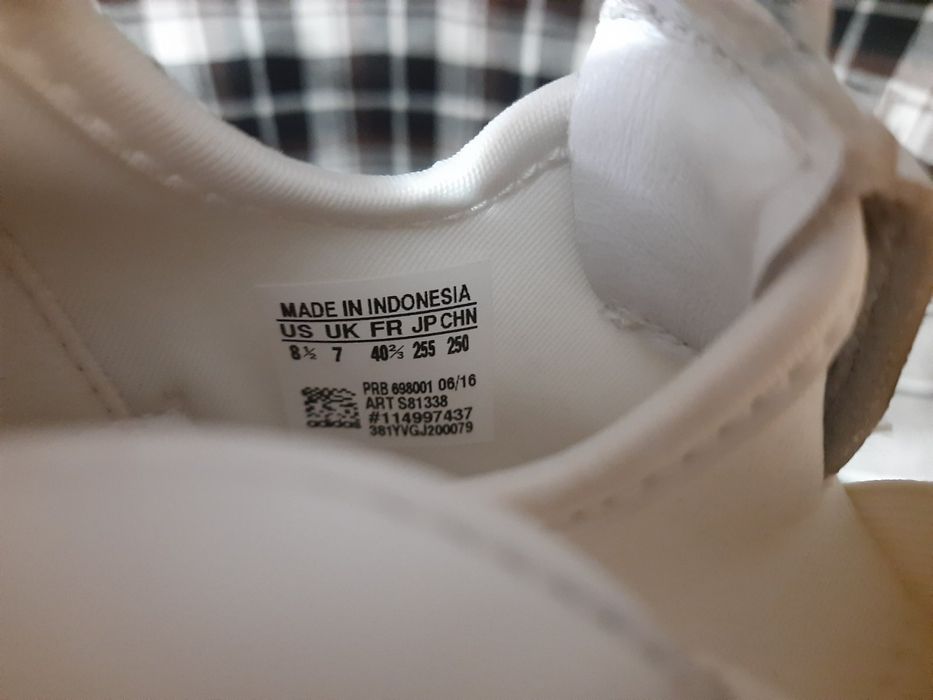 MADE IN INDONESIA
US UK FR JP CHN
8½ 7 40⅔ 255 250
PRB 698001 06/16
ART S81338
#114997437
adidas 381YVGJ200079